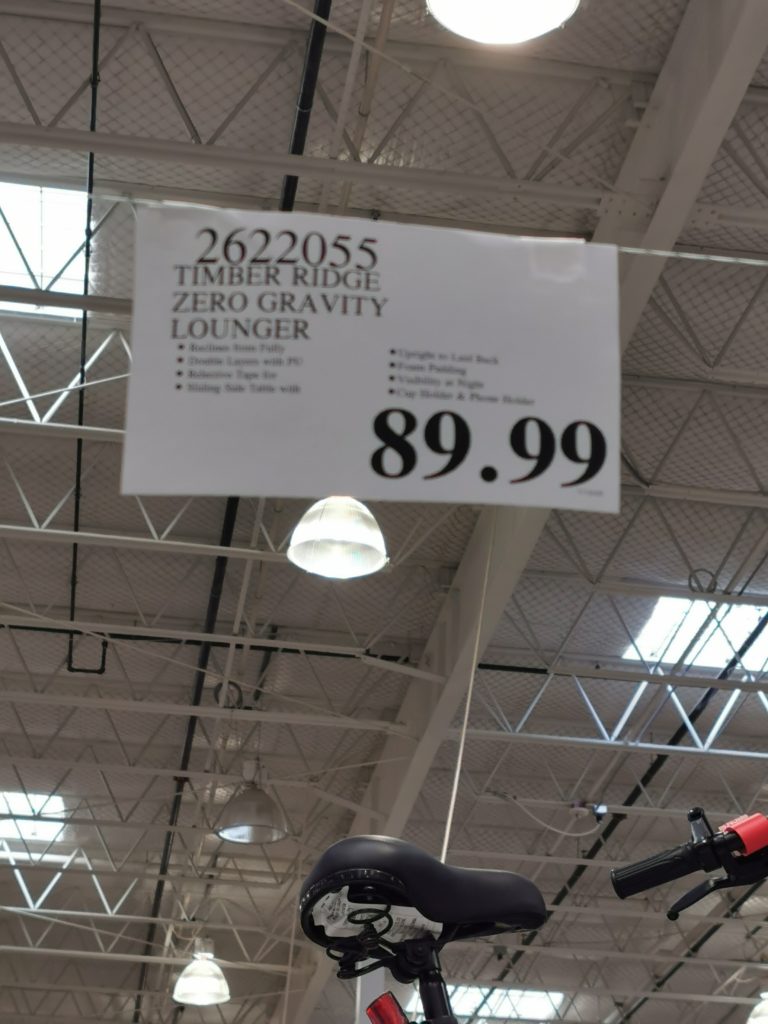 2622055
TIMBER RIDGE
ZERO GRAVITY
LOUNGER
• Reclines from Fully
• Double Layers with PU
• Relective Tape for
• Sliding Side Table with
• Upright to Laid Back
• Foam Padding
• Visibility at Night
• Cup Holder & Phone Holder
89.99